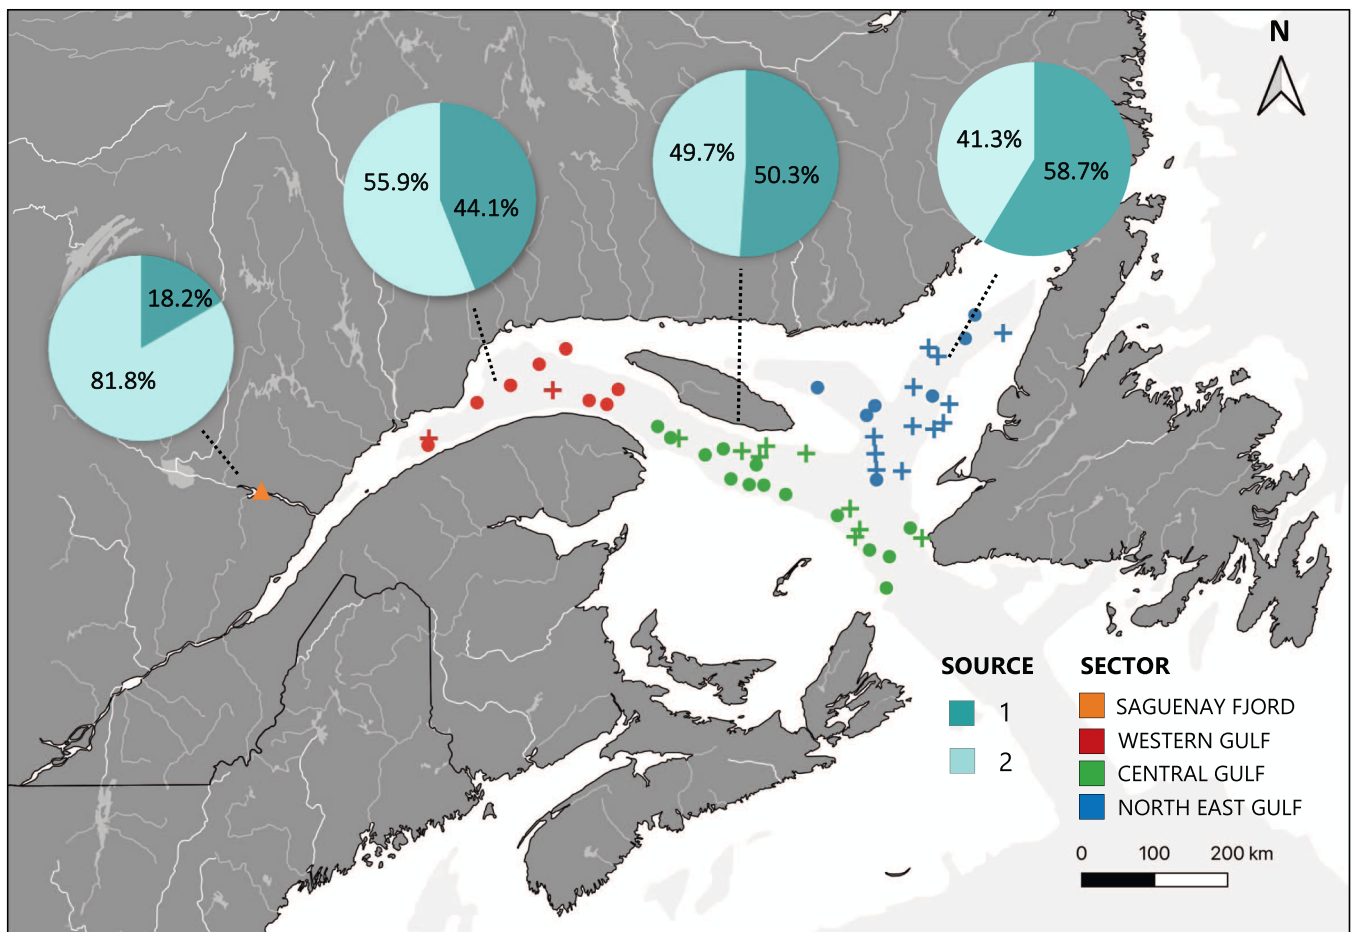 N
41.3%
58.7%
49.7%
50.3%
55.9%
44.1%
18.2%
81.8%
SOURCE
1
2
SECTOR
SAGUENAY FJORD
WESTERN GULF
CENTRAL GULF
NORTH EAST GULF
0 100 200 km